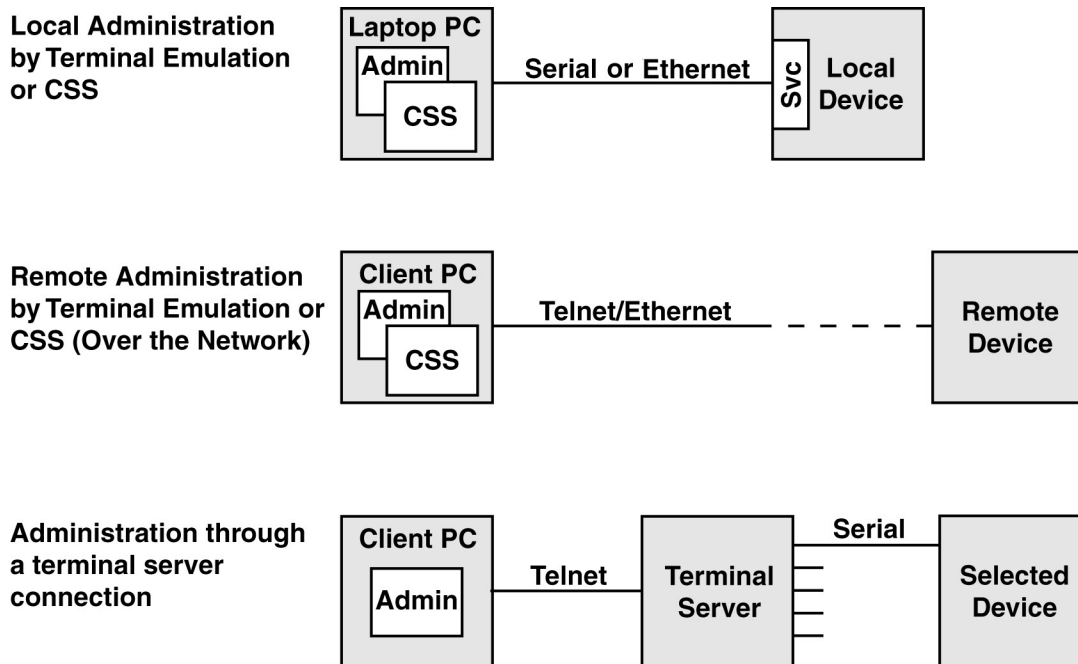 Local Administration
by Terminal Emulation
or CSS
Laptop PC
Admin
CSS
Serial or Ethernet
Svc
Local
Device
Remote Administration
by Terminal Emulation or
CSS (Over the Network)
Client PC
Admin
CSS
Telnet/Ethernet
Remote
Device
Administration through
a terminal server
connection
Client PC
Admin
Telnet
Terminal
Server
Serial
Selected
Device